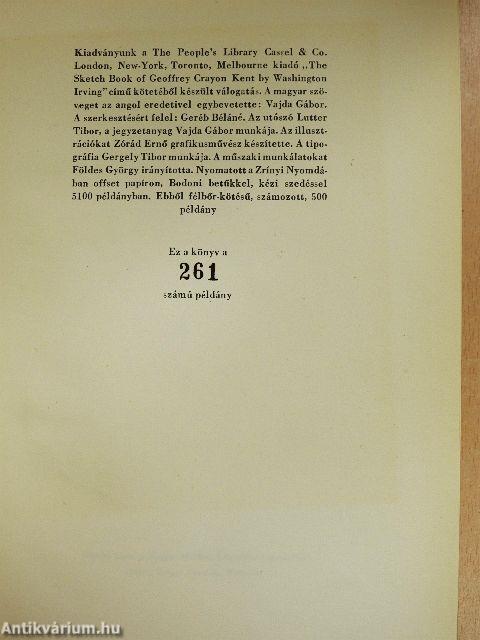 Kiadványunk a The People's Library Cassel & Co.
London, New-York, Toronto, Melbourne kiadó „The
Sketch Book of Geoffrey Crayon Kent by Washington
Irving" című kötetéből készült válogatás. A magyar szö-
veget az angol eredetivel egybevetette: Vajda Gábor.
A szerkesztésért felel: Geréb Béláné. Az utószó Lutter
Tibor, a jegyzetanyag Vajda Gábor munkája. Az illuszt-
rációkat Zórád Ernő grafikusművész készítette. A tipo-
gráfia Gergely Tibor munkája. A műszaki munkálatokat
Földes György irányította. Nyomatott a Zrínyi Nyomdá-
ban offset papíron, Bodoni betűkkel, kézi szedéssel
5100 példányban. Ebből félbőr-kötésű, számozott, 500
példány
Ez a könyv a
261
számú példány
Antikvárium.hu